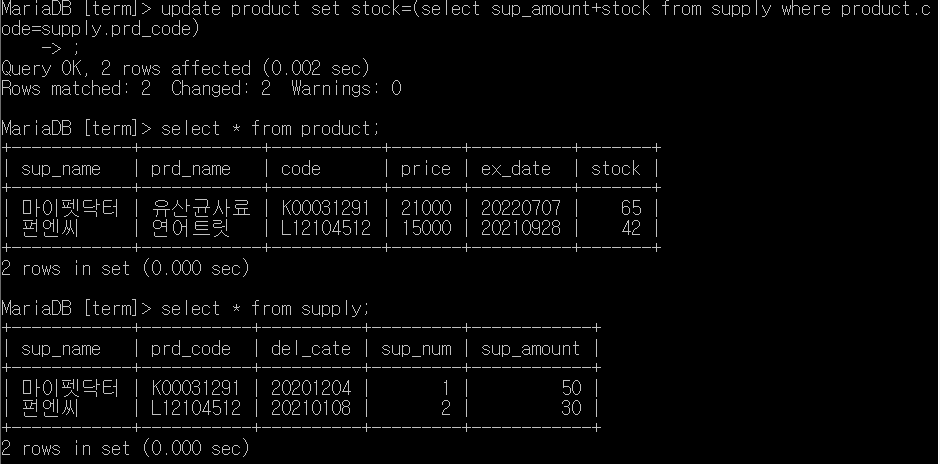 MariaDB [term]> update product set stock=(select sup_amount+stock from supply where product.c
ode=supply.prd_code)
    -> ;
Query OK, 2 rows affected (0.002 sec)
Rows matched: 2  Changed: 2  Warnings: 0
MariaDB [term]> select * from product;
+------------+------------+-----------+-------+----------+-------+
| sup_name   | prd_name   | code      | price | ex_date  | stock |
+------------+------------+-----------+-------+----------+-------+
| 마이펫닥터 | 유산균사료 | K00031291 | 21000 | 20220707 |    65 |
| 펀엔씨     | 연어트릿   | L12104512 | 15000 | 20210928 |    42 |
+------------+------------+-----------+-------+----------+-------+
2 rows in set (0.000 sec)
MariaDB [term]> select * from supply;
+------------+-----------+----------+---------+------------+
| sup_name   | prd_code  | del_cate | sup_num | sup_amount |
+------------+-----------+----------+---------+------------+
| 마이펫닥터 | K00031291 | 20201204 |       1 |         50 |
| 펀엔씨     | L12104512 | 20210108 |       2 |         30 |
+------------+-----------+----------+---------+------------+
2 rows in set (0.000 sec)